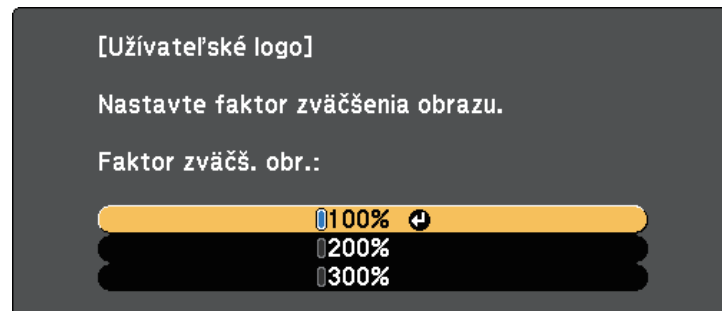 [Užívateľské logo]
Nastavte faktor zväčšenia obrazu.
Faktor zväčš. obr.:
100%
200%
300%